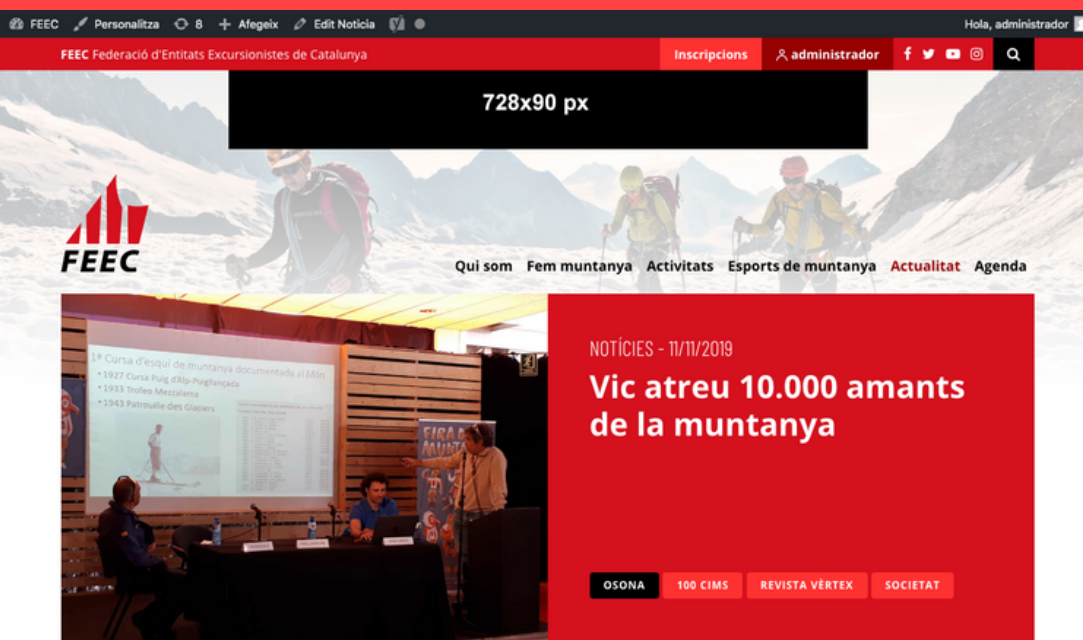 FEEC Personalitza 8 Afegeix Edit Noticia Hola, administrador
FEEC Federació d'Entitats Excursionistes de Catalunya Inscripcions administrador
728x90 px
FEEC
Qui som Fem muntanya Activitats Esports de muntanya Actualitat Agenda
1ª Cursa d'esquí de muntanya documentada al Món
• 1927 Cursa Puig d'Alp-Puigllançada
• 1933 Trofeo Mezzalama
• 1943 Patrouille des Glaciers
FIRA DE
MUNTA
NOTÍCIES - 11/11/2019
Vic atreu 10.000 amants
de la muntanya
OSONA 100 CIMS REVISTA VÈRTEX SOCIETAT